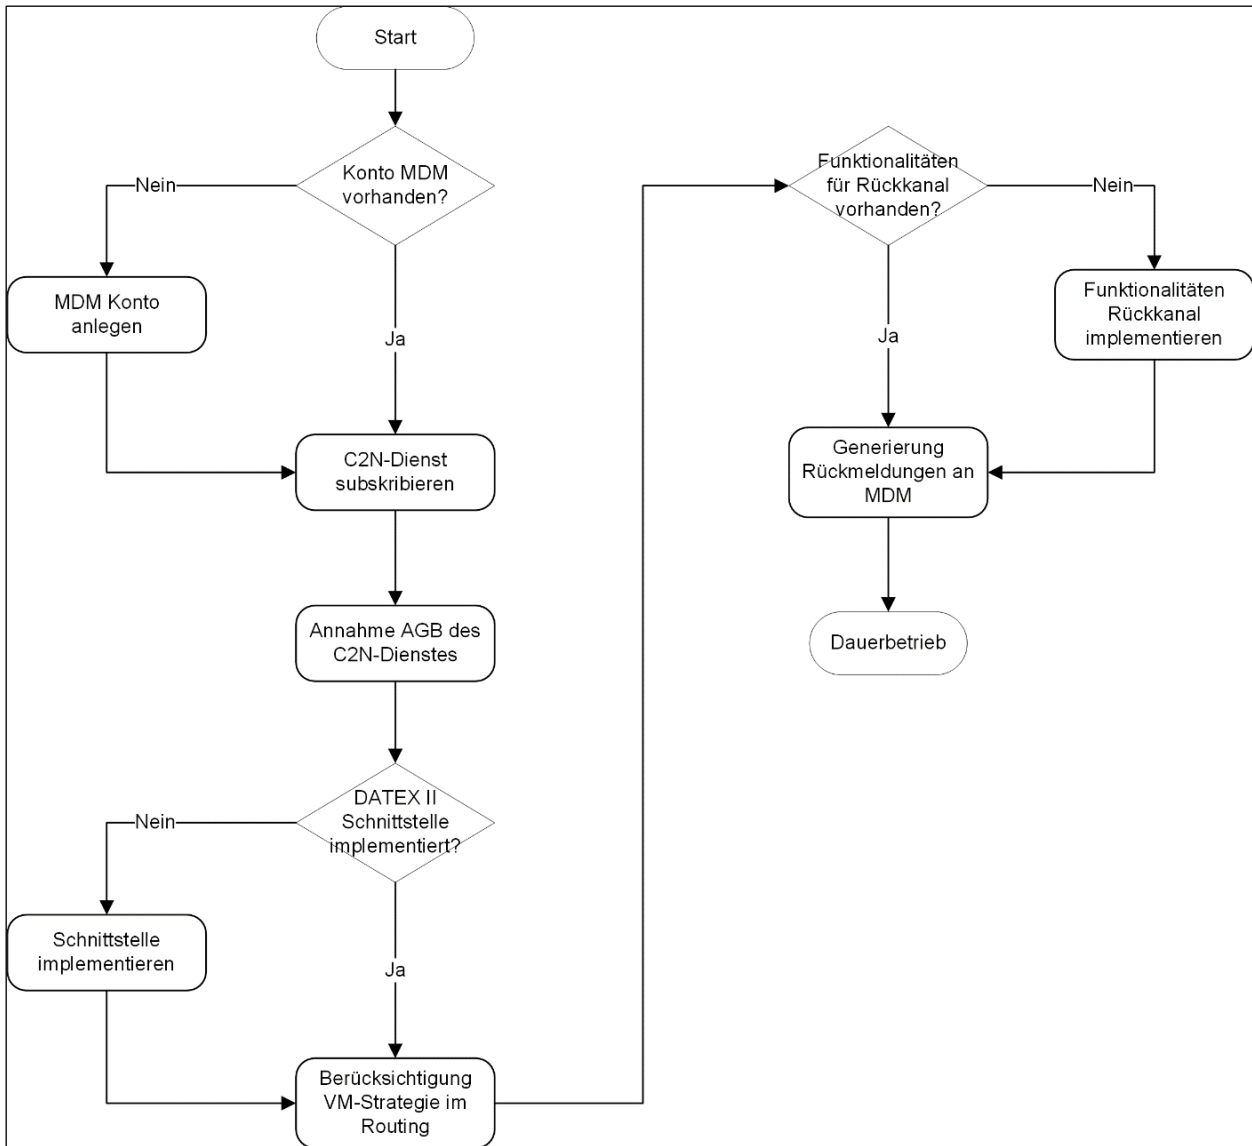 Start
Konto MDM
vorhanden?
Nein
MDM Konto
anlegen
Ja
C2N-Dienst
subskribieren
Annahme AGB des
C2N-Dienstes
DATEX II
Schnittstelle
implementiert?
Nein
Schnittstelle
implementieren
Ja
Berücksichtigung
VM-Strategie im
Routing
Funktionalitäten
für Rückkanal
vorhanden?
Nein
Funktionalitäten
Rückkanal
implementieren
Ja
Generierung
Rückmeldungen an
MDM
Dauerbetrieb